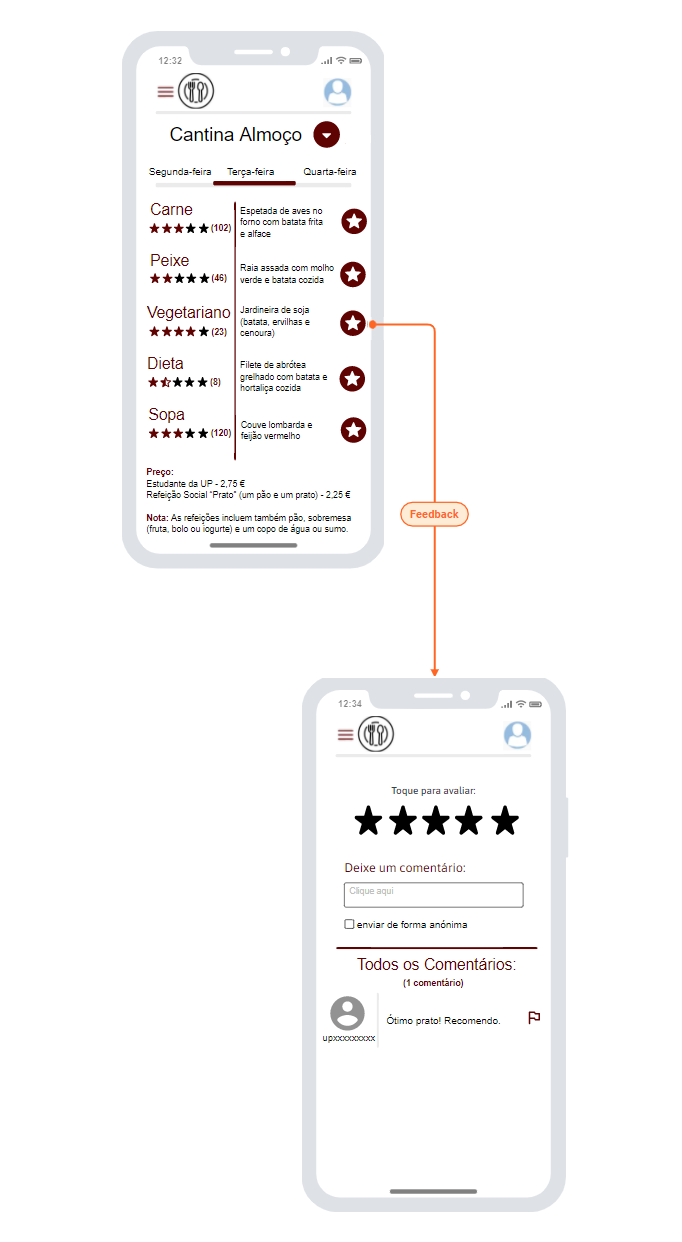 12:32
Cantina Almoço
Segunda-feira Terça-feira Quarta-feira
Carne
(102)
Espetada de aves no
forno com batata frita
e alface
Peixe
(46)
Raia assada com molho
verde e batata cozida
Vegetariano
(23)
Jardineira de soja
(batata, ervilhas e
cenoura)
Dieta
(8)
Filete de abrótea
grelhado com batata e
hortaliça cozida
Sopa
(120)
Couve lombarda e
feijão vermelho
Preço:
Estudante da UP - 2,75 €
Refeição Social "Prato" (um pão e um prato) - 2,25 €
Nota: As refeições incluem também pão, sobremesa
(fruta, bolo ou iogurte) e um copo de água ou sumo.
Feedback
12:34
Toque para avaliar:
Deixe um comentário:
Clique aqui
enviar de forma anónima
Todos os Comentários:
(1 comentário)
upxxxxxxxxx
Ótimo prato! Recomendo.